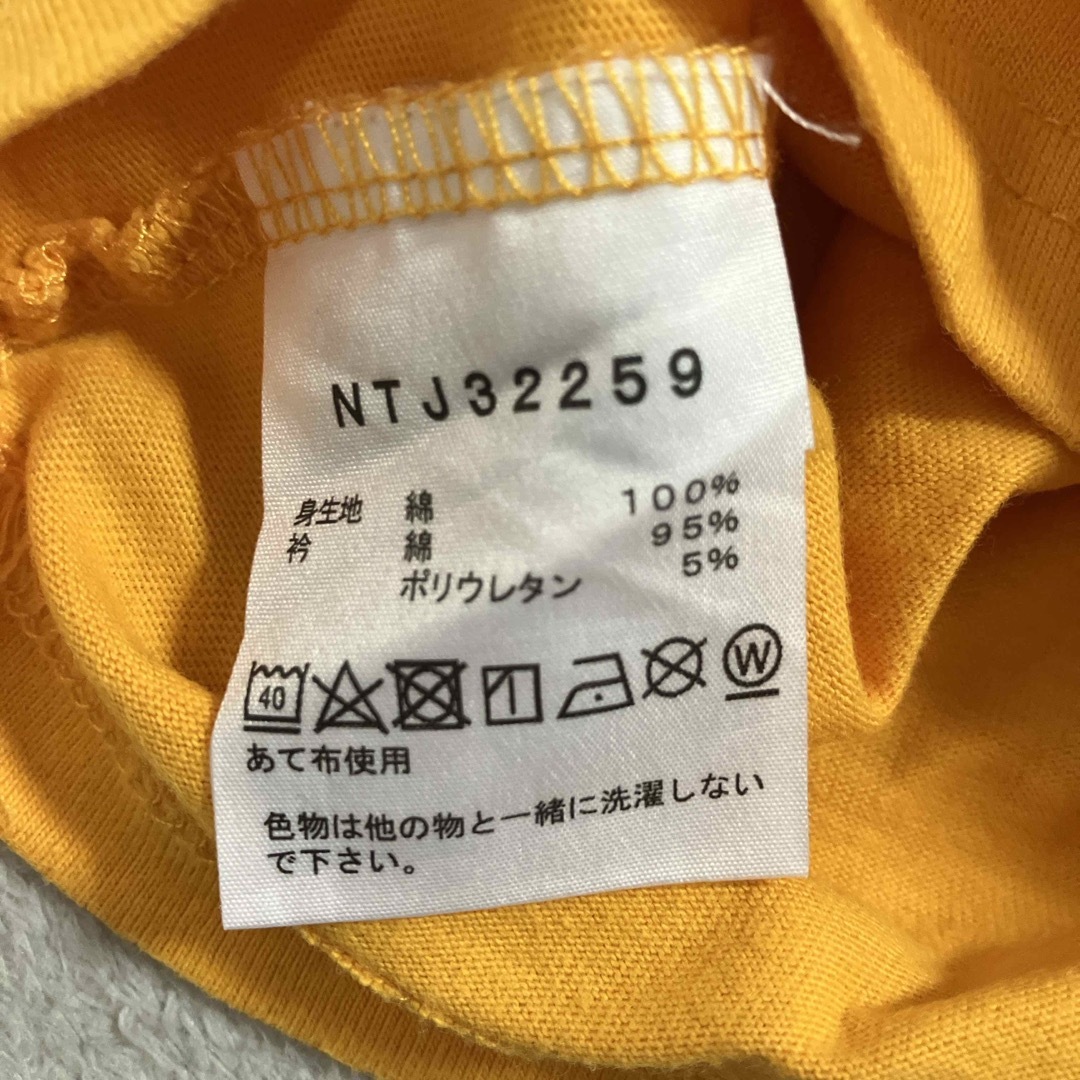 NTJ32259
身生地 綿 100%
衿 綿 95%
ポリウレタン 5%
40 W
あて布使用
色物は他の物と一緒に洗濯しない
で下さい。